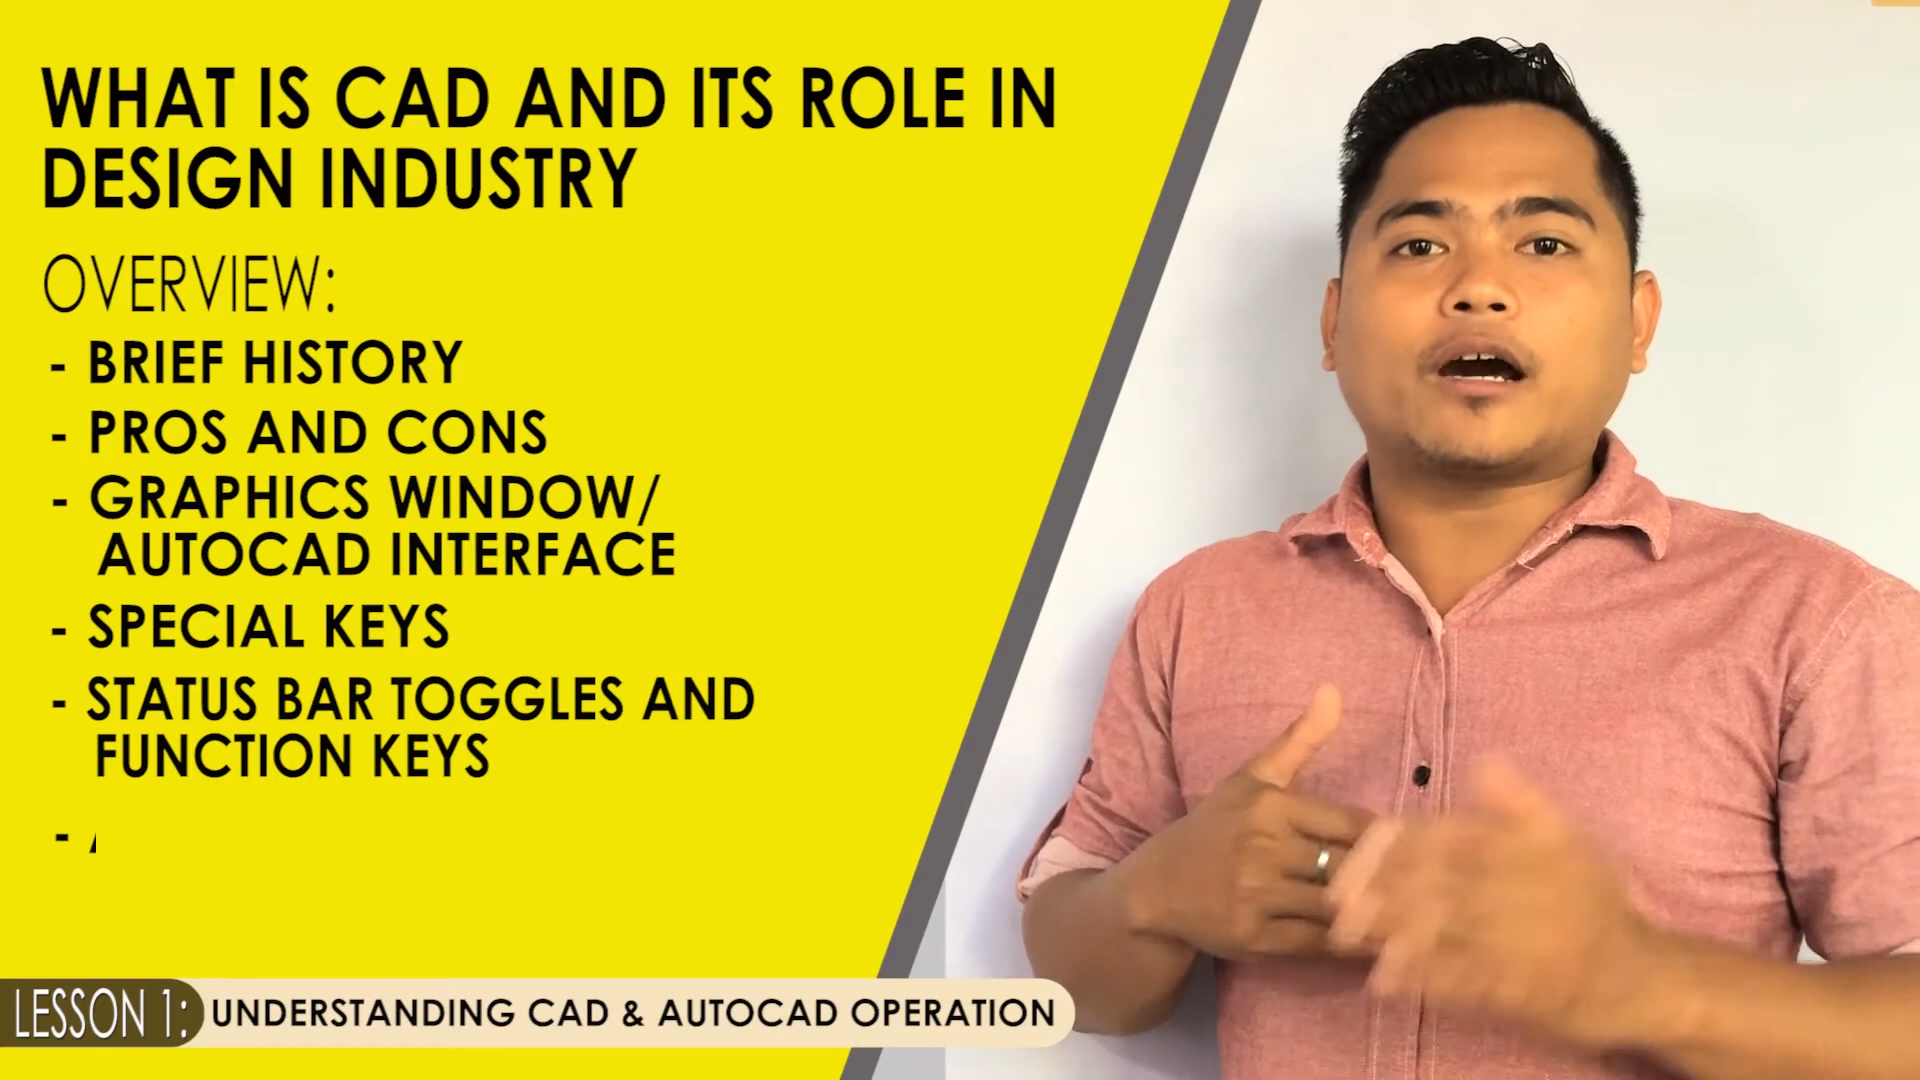 WHAT IS CAD AND ITS ROLE IN
DESIGN INDUSTRY
OVERVIEW:
- BRIEF HISTORY
- PROS AND CONS
- GRAPHICS WINDOW/
AUTOCAD INTERFACE
- SPECIAL KEYS
- STATUS BAR TOGGLES AND
FUNCTION KEYS
-
LESSON 1: UNDERSTANDING CAD & AUTOCAD OPERATION